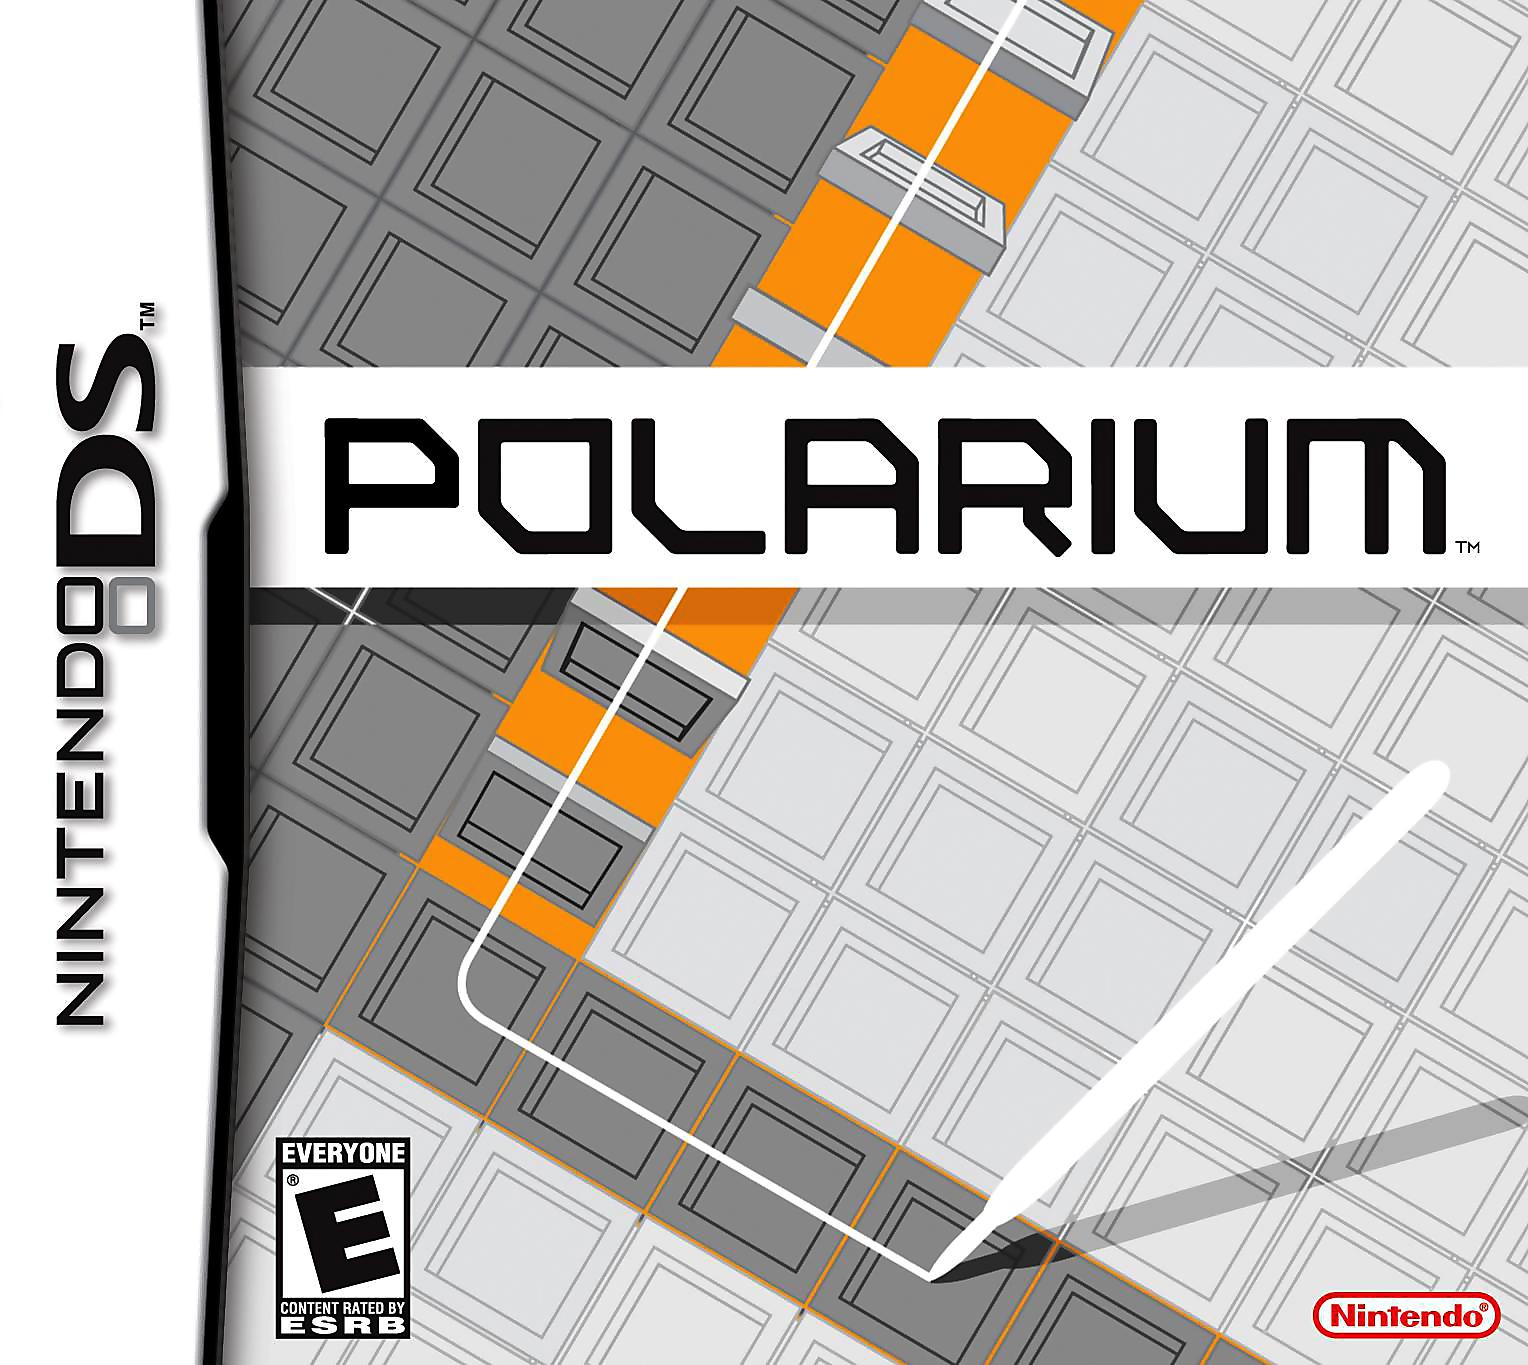 NINTENDO DS™
POLARIUM™
EVERYONE
E®
CONTENT RATED BY
ESRB
Nintendo®